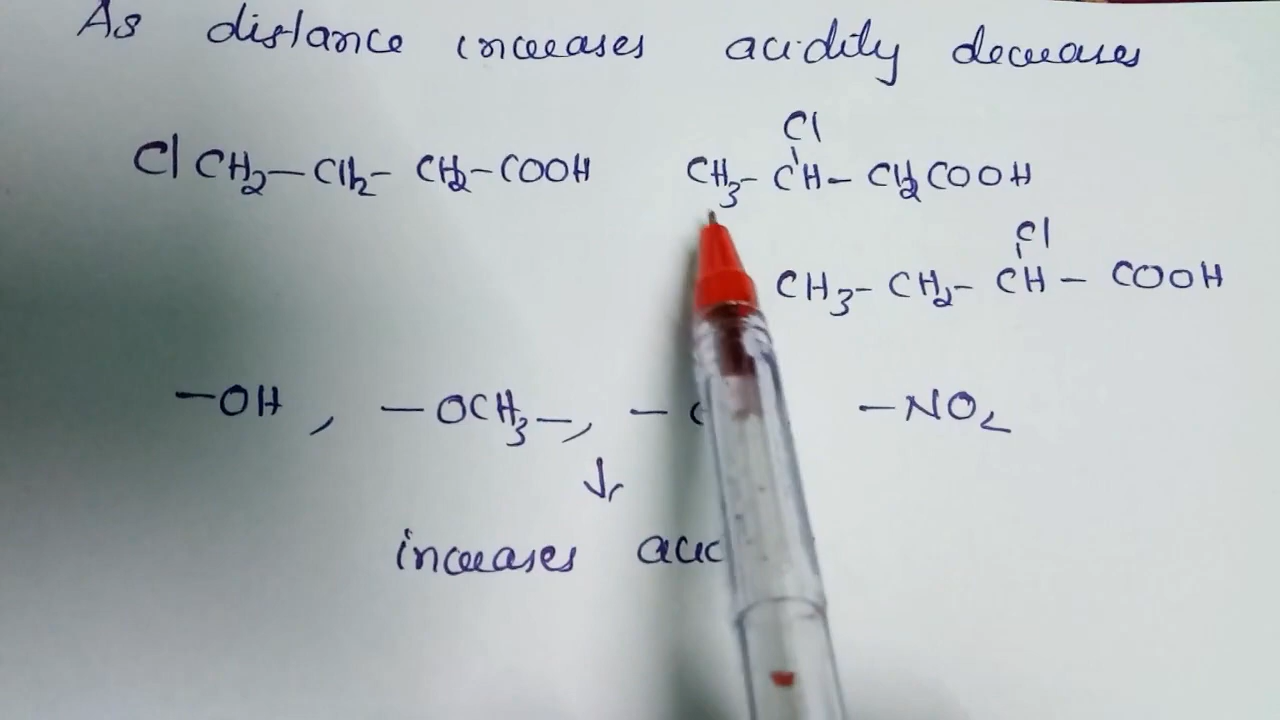 As distance increases acidity decreases
Cl
ClCH2—CH2-CH2-COOH CH3-CH-CH2COOH
Cl
CH3-CH2-CH-COOH
-OH, -OCH3-, - -NO2
↓
increases